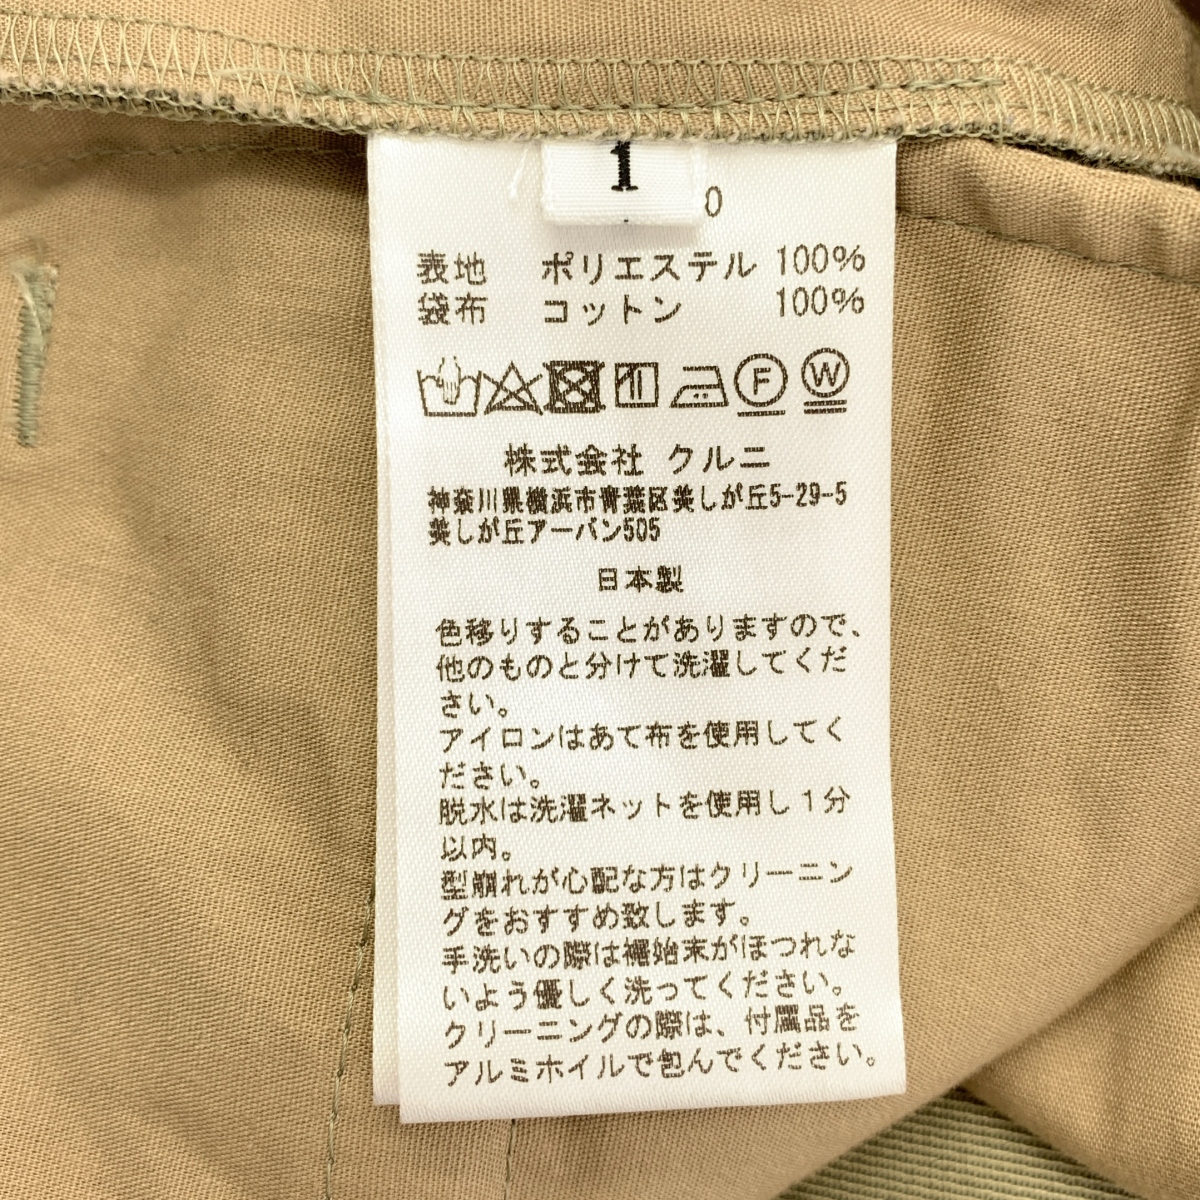 1
0
表地 ポリエステル 100%
袋布 コットン 100%
F W
株式会社 クルニ
神奈川県横浜市青葉区美しが丘5-29-5
美しが丘アーバン505
日本製
色移りすることがありますので、
他のものと分けて洗濯してくだ
さい。
アイロンはあて布を使用してく
ださい。
脱水は洗濯ネットを使用し1分
以内。
型崩れが心配な方はクリーニン
グをおすすめ致します。
手洗いの際は裾始末がほつれな
いよう優しく洗ってください。
クリーニングの際は、付属品を
アルミホイルで包んでください。